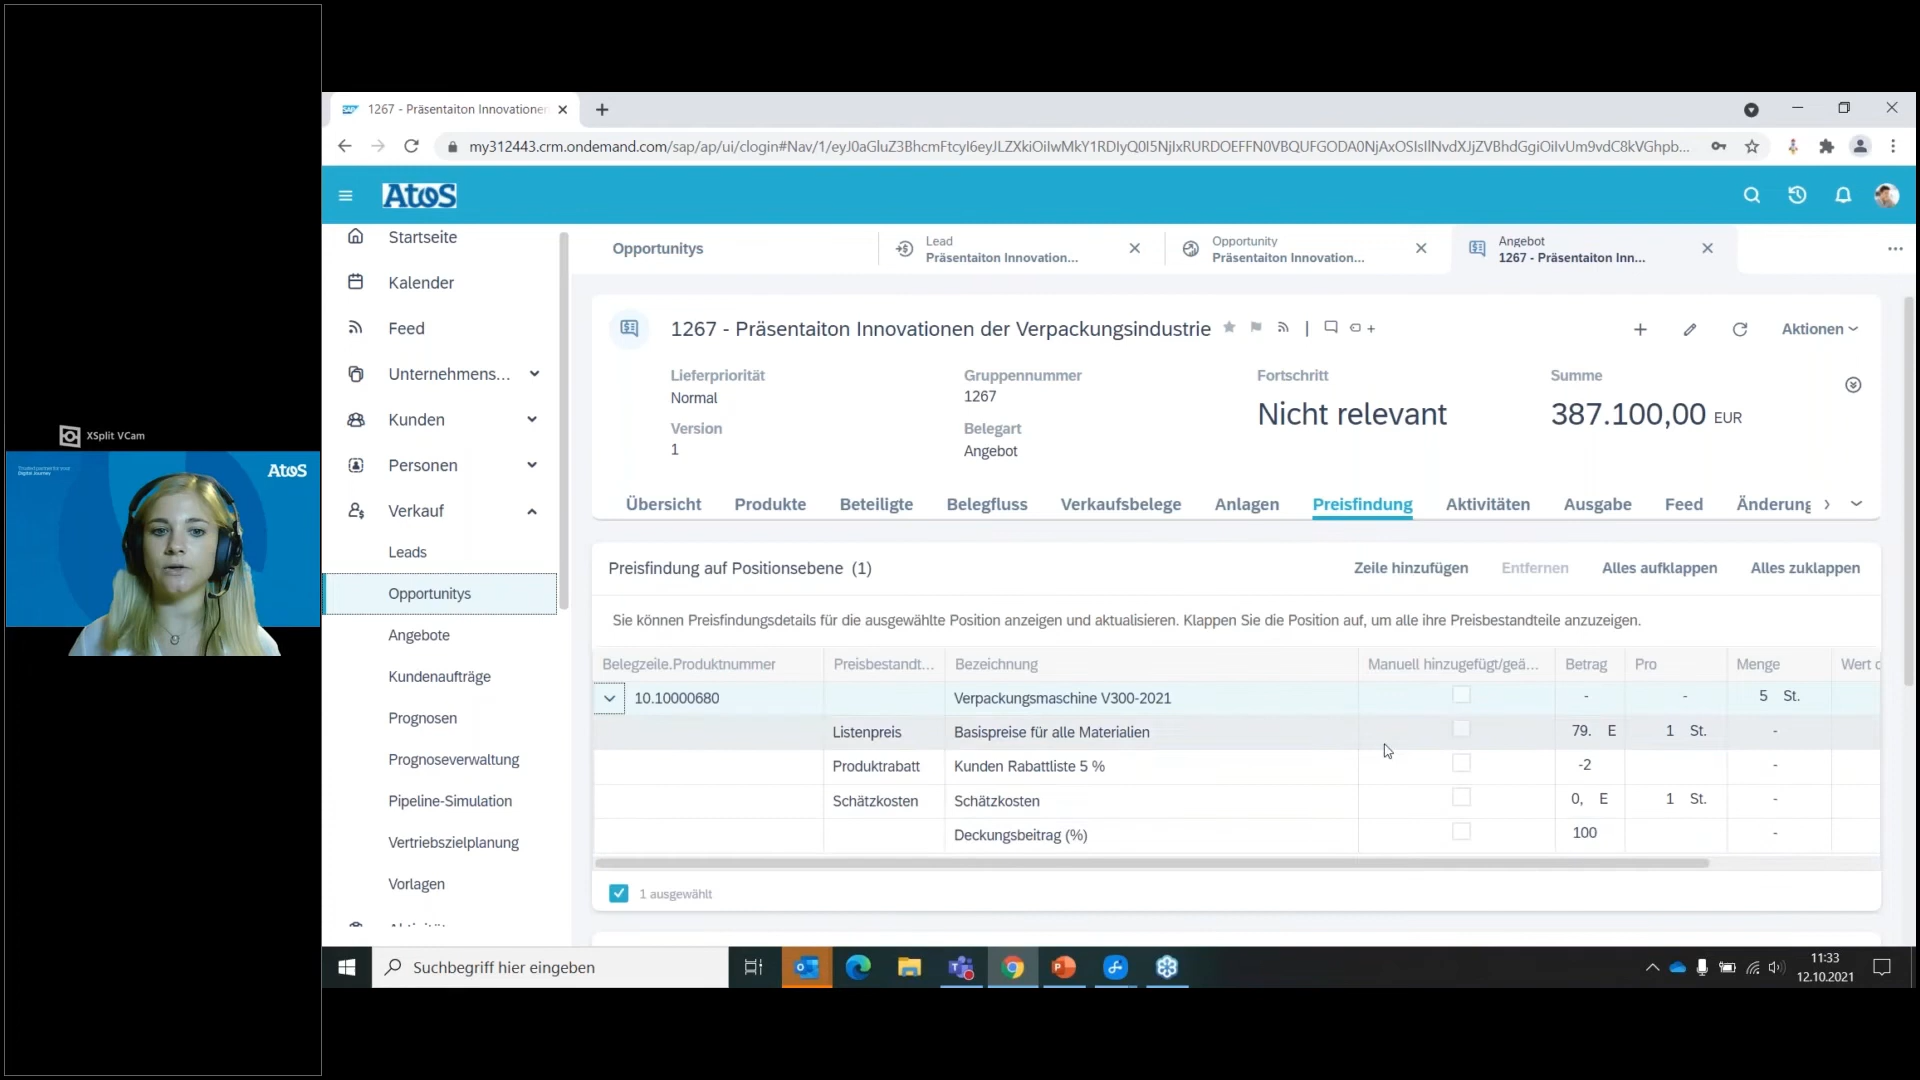 XSplit VCam
Atos
1267 - Präsentaiton Innovationen
my312443.crm.ondemand.com/sap/ap/ui/clogin#Nav/1/
Atos
Startseite
Kalender
Feed
Unternehmens...
Kunden
Personen
Verkauf
Leads
Opportunitys
Angebote
Kundenaufträge
Prognosen
Prognoseverwaltung
Pipeline-Simulation
Vertriebszielplanung
Vorlagen
Opportunitys
Lead
Präsentaiton Innovation...
Opportunity
Präsentaiton Innovation...
Angebot
1267 - Präsentaiton Inn...
1267 - Präsentaiton Innovationen der Verpackungsindustrie
Aktionen
Lieferpriorität
Normal
Version
1
Gruppennummer
1267
Belegart
Angebot
Fortschritt
Nicht relevant
Summe
387.100,00 EUR
Übersicht Produkte Beteiligte Belegfluss Verkaufsbelege Anlagen Preisfindung Aktivitäten Ausgabe Feed Änderung
Preisfindung auf Positionsebene (1)
Zeile hinzufügen Entfernen Alles aufklappen Alles zuklappen
Sie können Preisfindungsdetails für die ausgewählte Position anzeigen und aktualisieren. Klappen Sie die Position auf, um alle ihre Preisbestandteile anzuzeigen.
Belegzeile.Produktnummer Preisbestandt... Bezeichnung Manuell hinzugefügt/geä... Betrag Pro Menge Wert
10.10000680 Verpackungsmaschine V300-2021 - - 5 St.
Listenpreis Basispreise für alle Materialien 79. E 1 St. -
Produktrabatt Kunden Rabattliste 5 % -2 -
Schätzkosten Schätzkosten 0, E 1 St. -
Deckungsbeitrag (%) 100 -
1 ausgewählt
Suchbegriff hier eingeben
11:33
12.10.2021